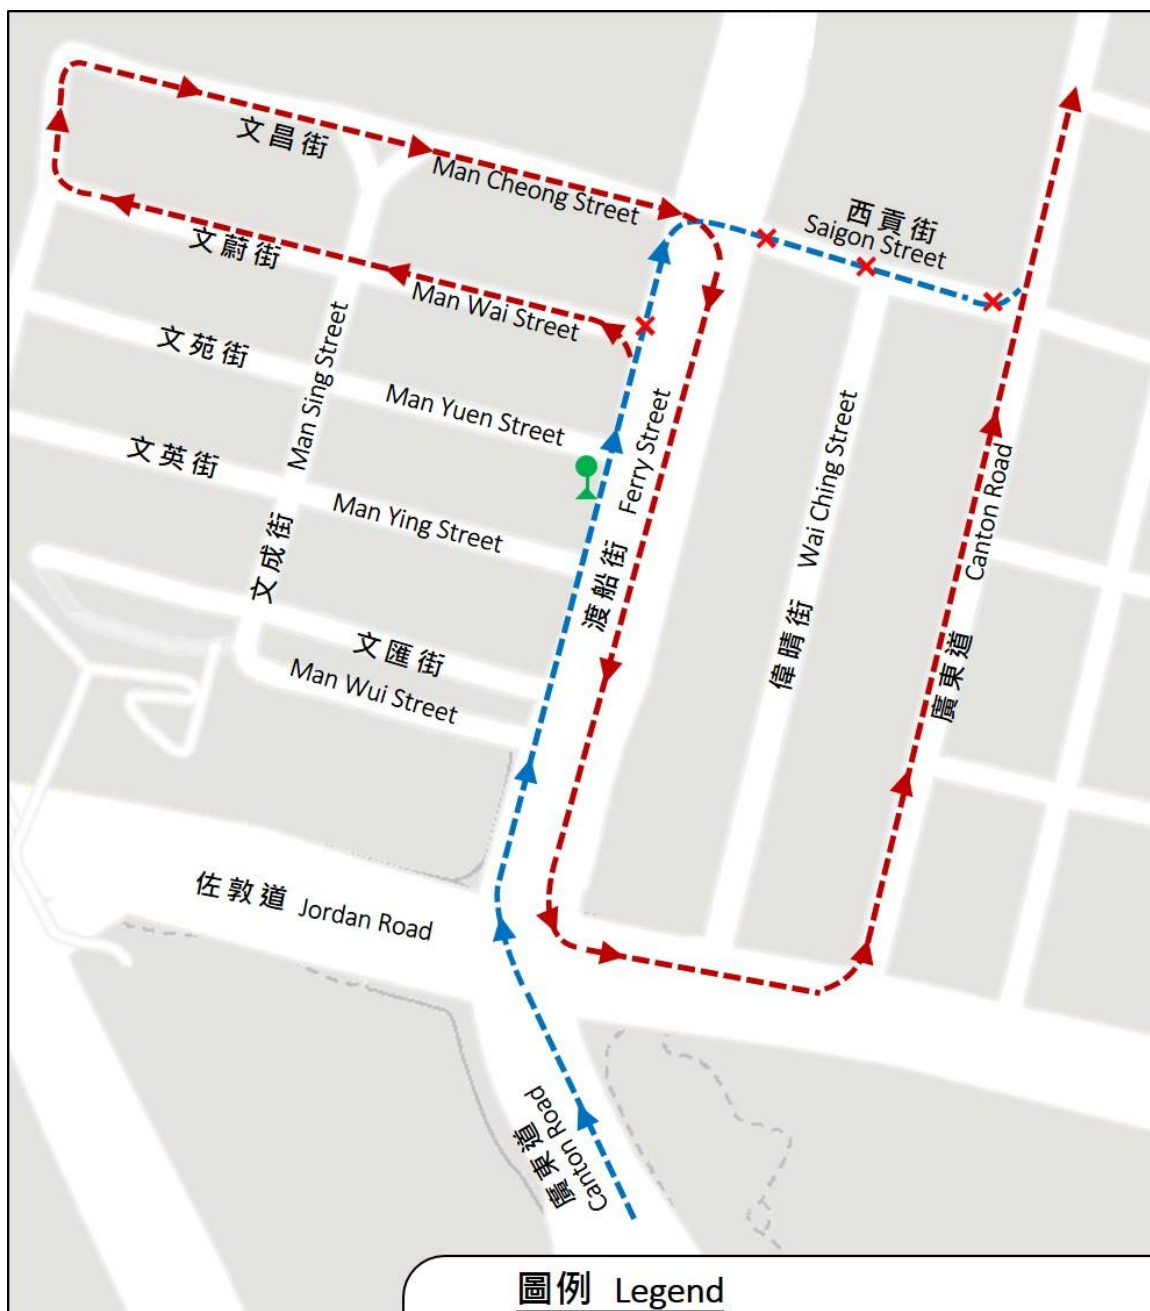 文昌街
Man Cheong Street
西貢街
Saigon Street
文蔚街
Man Wai Street
文苑街
Man Yuen Street
Man Sing Street
文成街
文英街
Man Ying Street
渡船街 Ferry Street
偉晴街 Wai Ching Street
廣東道 Canton Road
文匯街
Man Wui Street
佐敦道 Jordan Road
廣東道
Canton Road
圖例 Legend